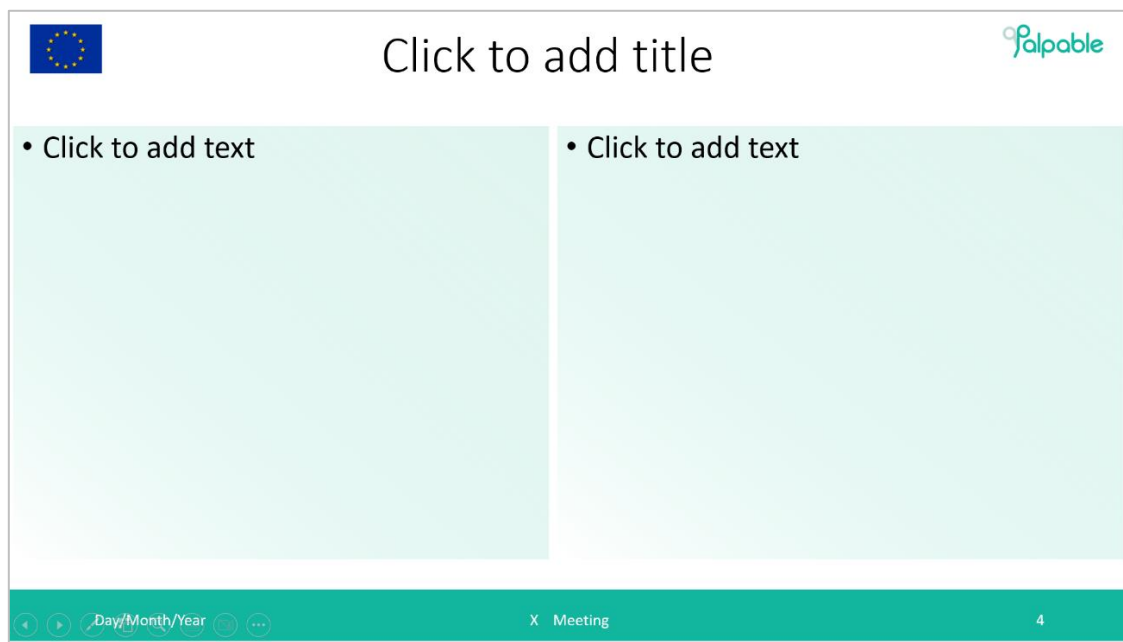 Click to add title
Palpable
• Click to add text
• Click to add text
Day/Month/Year
X Meeting
4